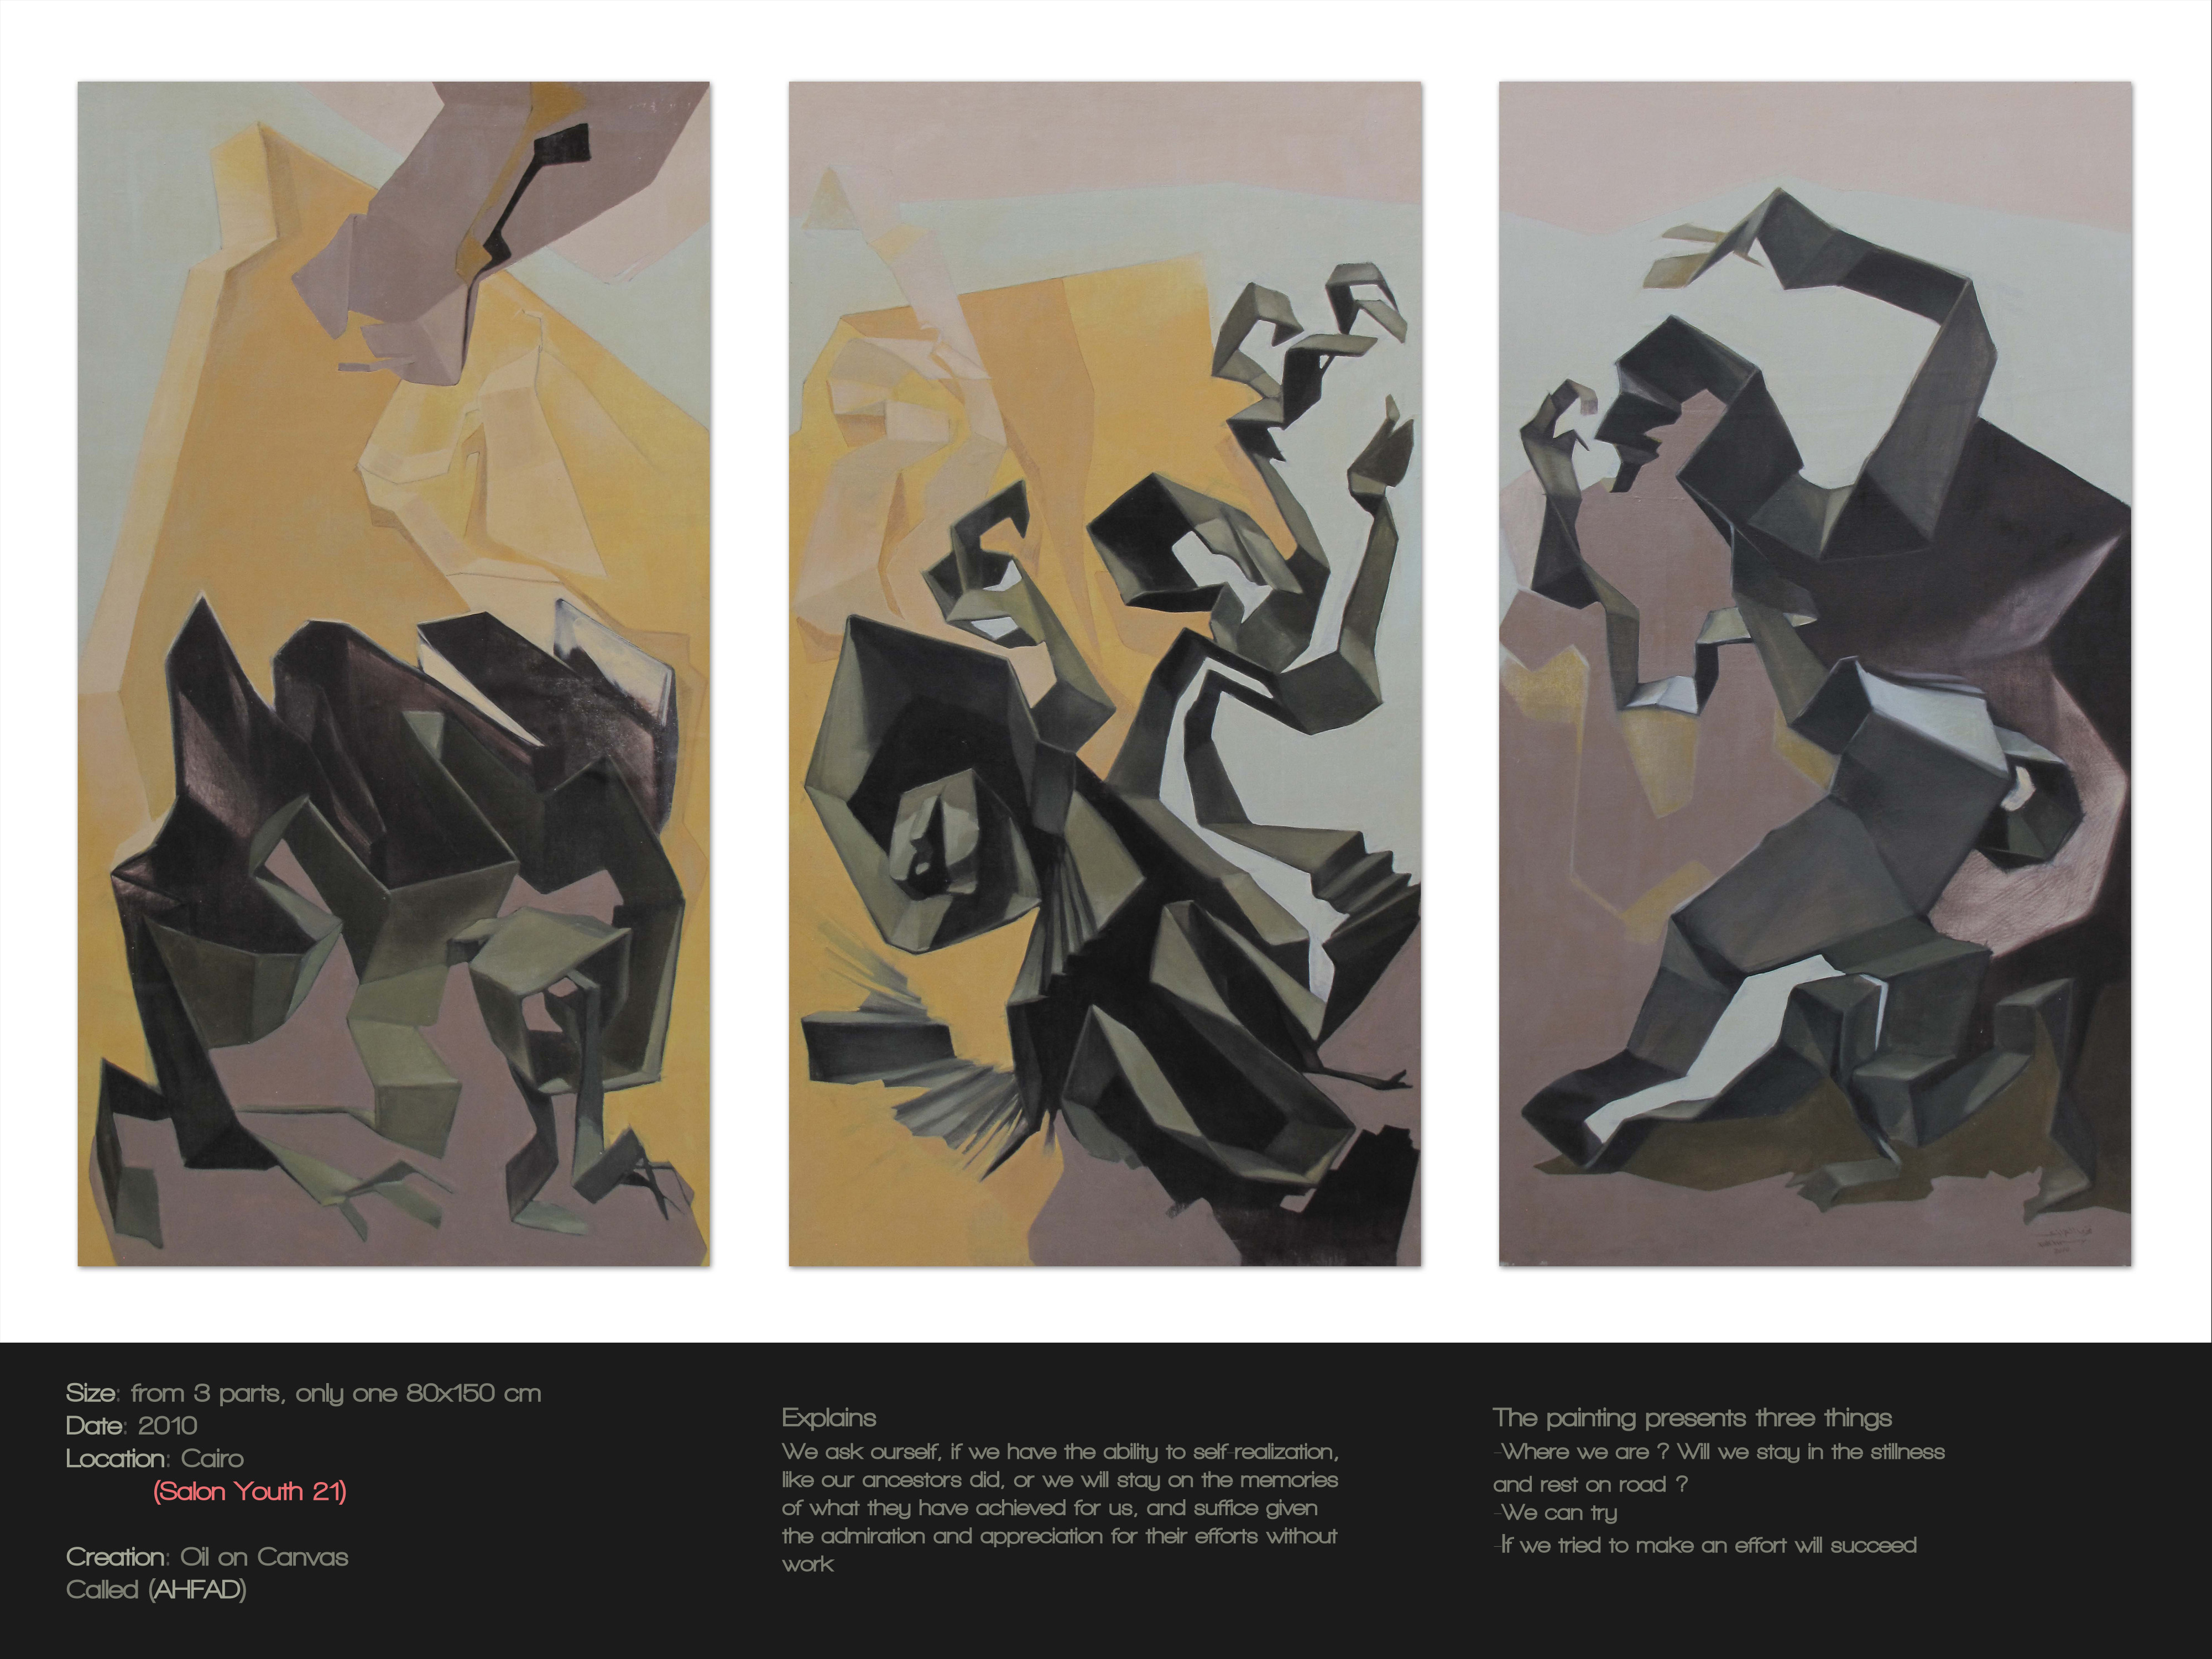 Size: from 3 parts, only one 80x150 cm
Date: 2010
Location: Cairo
(Salon Youth 21)
Creation: Oil on Canvas
Called (AHFAD)
Explains
We ask ourself, if we have the ability to self-realization,
like our ancestors did, or we will stay on the memories
of what they have achieved for us, and suffice given
the admiration and appreciation for their efforts without
work
The painting presents three things
-Where we are ? Will we stay in the stillness
and rest on road ?
-We can try
-If we tried to make an effort will succeed